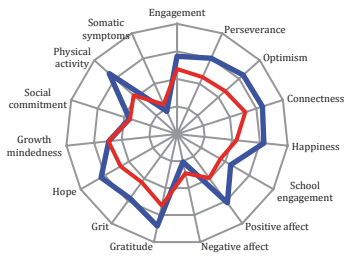 Engagement
Perseverance
Optimism
Connectness
Happiness
School
engagement
Positive affect
Negative affect
Gratitude
Grit
Hope
Growth
mindedness
Social
commitment
Physical
activity
Somatic
symptoms